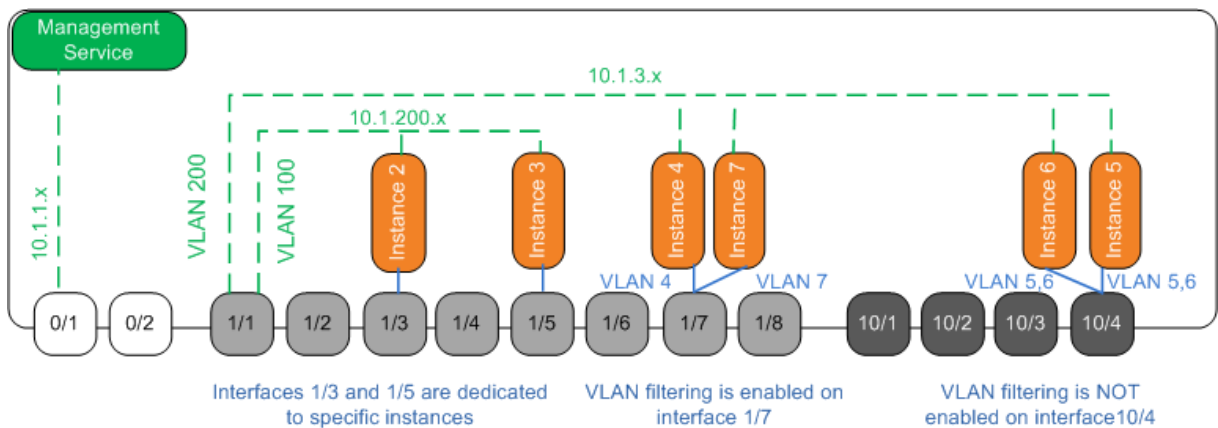 Management
Service
10.1.3.x
10.1.200.x
10.1.1.x
VLAN 200
VLAN 100
Instance 2
Instance 3
Instance 4
Instance 7
Instance 6
Instance 5
VLAN 4
VLAN 7
VLAN 5,6
VLAN 5,6
0/1
0/2
1/1
1/2
1/3
1/4
1/5
1/6
1/7
1/8
10/1
10/2
10/3
10/4
Interfaces 1/3 and 1/5 are dedicated
to specific instances
VLAN filtering is enabled on
interface 1/7
VLAN filtering is NOT
enabled on interface10/4